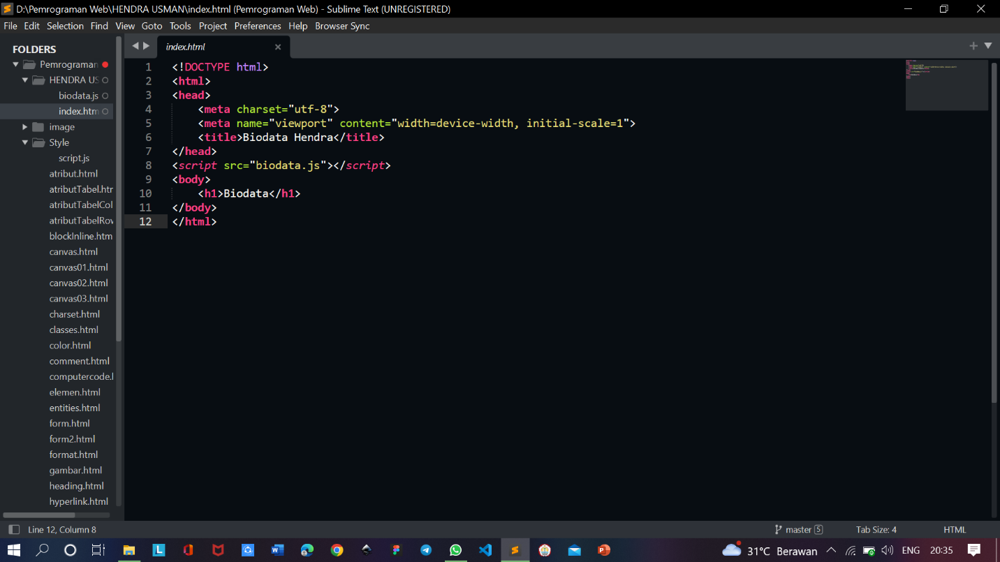 D:\Pemrograman Web\HENDRA USMAN\index.html (Pemrograman Web) - Sublime Text (UNREGISTERED)
File Edit Selection Find View Goto Tools Project Preferences Help Browser Sync
FOLDERS
Pemrograman
HENDRA US
biodata.js
index.htm
image
Style
script.js
atribut.html
atributTabel.htr
atributTabelCol
atributTabelRov
blockInline.htm
canvas.html
canvas01.html
canvas02.html
canvas03.html
charset.html
classes.html
color.html
comment.html
computercode.l
elemen.html
entities.html
form.html
form2.html
format.html
gambar.html
heading.html
hyperlink.html
index.html
1 <!DOCTYPE html>
2 <html>
3 <head>
4 <meta charset="utf-8">
5 <meta name="viewport" content="width=device-width, initial-scale=1">
6 <title>Biodata Hendra</title>
7 </head>
8 <script src="biodata.js"></script>
9 <body>
10 <h1>Biodata</h1>
11 </body>
12 </html>
Line 12, Column 8
master 5
Tab Size: 4
HTML
31°C Berawan
ENG
20:35